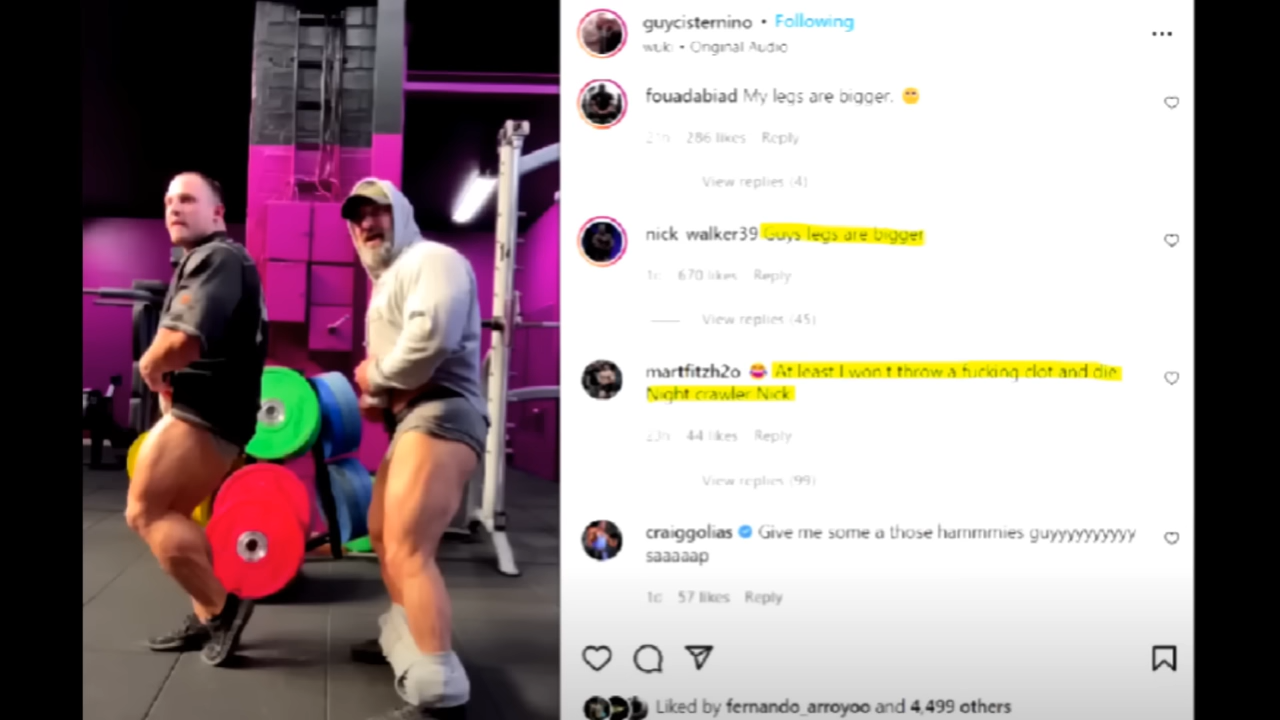 guycisternino • Following
wuki • Original Audio
fouadabiad My legs are bigger. 😁
21h 286 likes Reply
View replies (4)
nick_walker39 Guys legs are bigger
1d 670 likes Reply
View replies (45)
martfitzh2o 😂 At least I won't throw a fucking clot and die.
Night crawler Nick.
23h 44 likes Reply
View replies (99)
craiggolias Give me some a those hammmies guyyyyyyyyyy
saaaaap
1d 57 likes Reply
Liked by fernando_arroyoo and 4,499 others